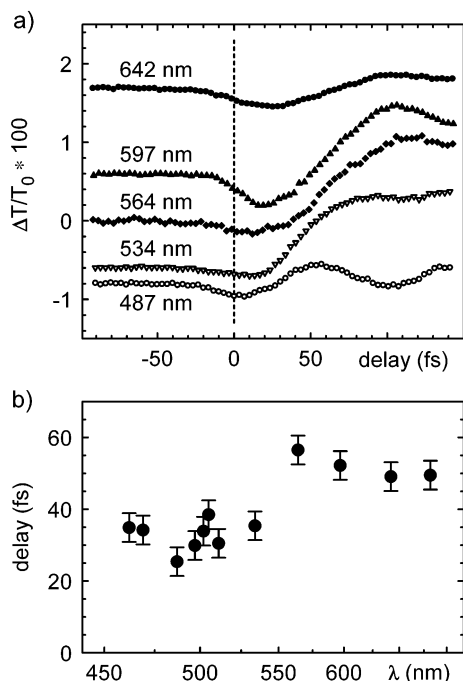 a)
ΔT/T0 * 100
2
1
0
-1
642 nm
597 nm
564 nm
534 nm
487 nm
-50
0
50
delay (fs)
b)
delay (fs)
60
40
20
0
450
500
550
600
λ (nm)